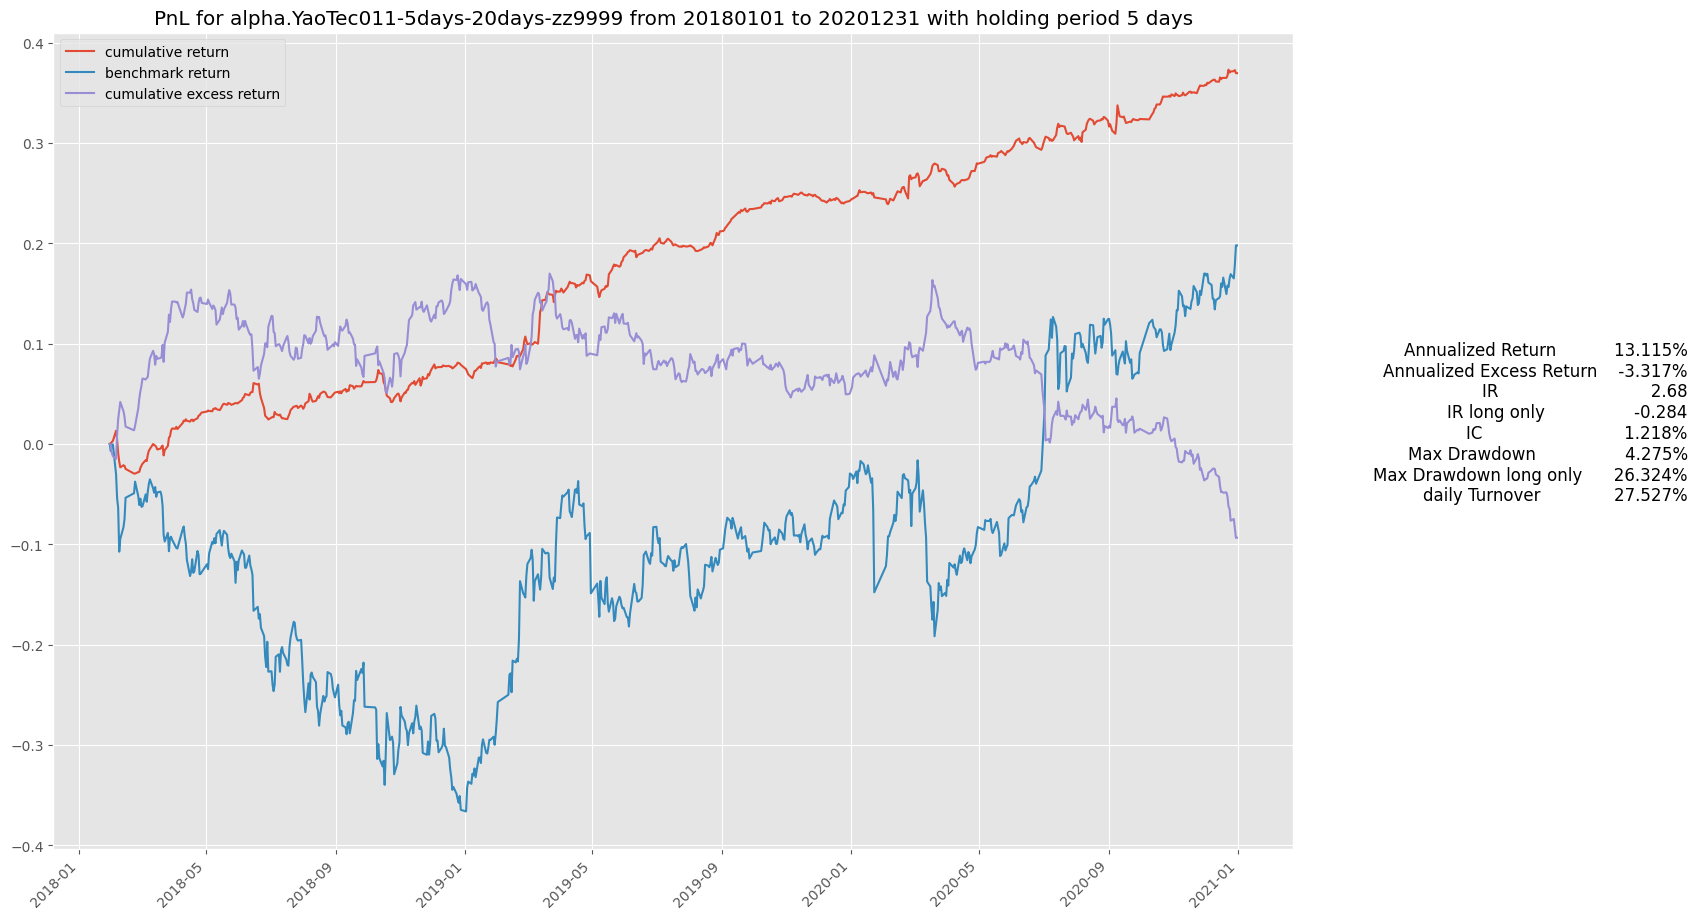 PnL for alpha.YaoTec011-5days-20days-zz9999 from 20180101 to 20201231 with holding period 5 days
cumulative return
benchmark return
cumulative excess return
0.4
0.3
0.2
0.1
0.0
−0.1
−0.2
−0.3
−0.4
2018-01
2018-05
2018-09
2019-01
2019-05
2019-09
2020-01
2020-05
2020-09
2021-01
Annualized Return 13.115%
Annualized Excess Return -3.317%
IR 2.68
IR long only -0.284
IC 1.218%
Max Drawdown 4.275%
Max Drawdown long only 26.324%
daily Turnover 27.527%